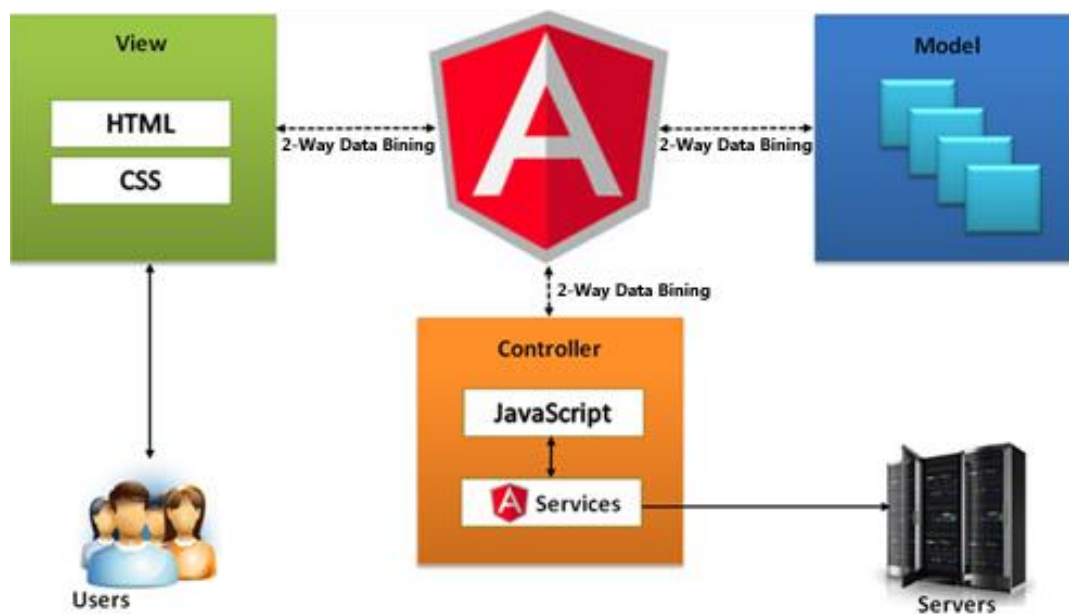 View
Model
HTML
CSS
2-Way Data Bining
2-Way Data Bining
2-Way Data Bining
Controller
JavaScript
Services
Users
Servers